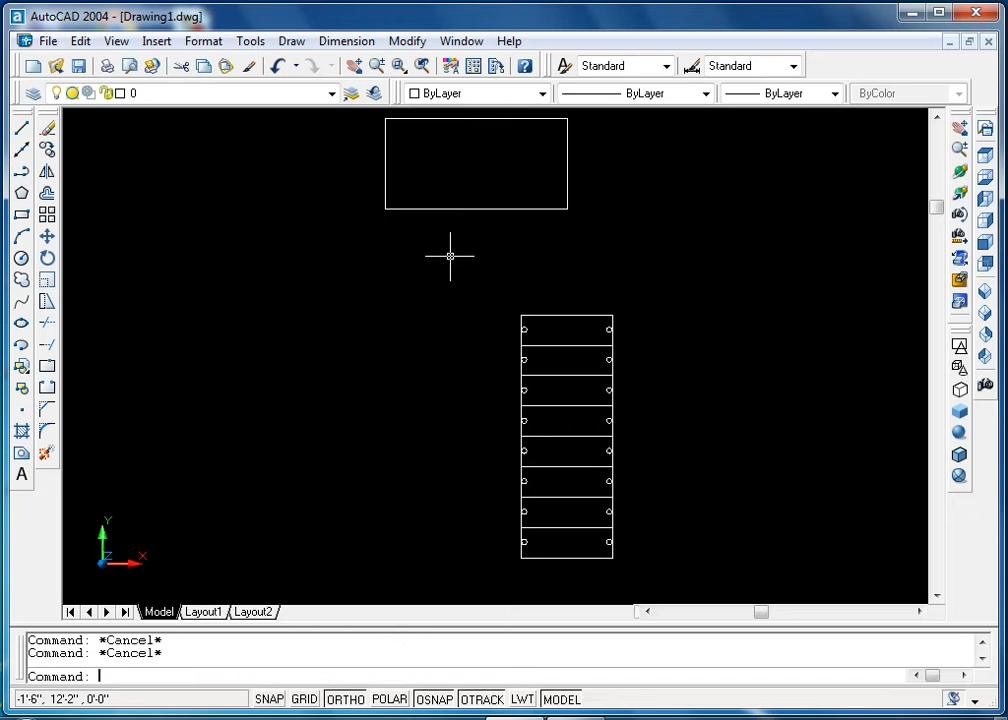 AutoCAD 2004 - [Drawing1.dwg]
File Edit View Insert Format Tools Draw Dimension Modify Window Help
Standard Standard
0 ByLayer ByLayer ByLayer ByColor
A
Y
Z X
Model Layout1 Layout2
Command: *Cancel*
Command: *Cancel*
Command:
-1'-6", 12'-2" ,0'-0" SNAP GRID ORTHO POLAR OSNAP OTRACK LWT MODEL